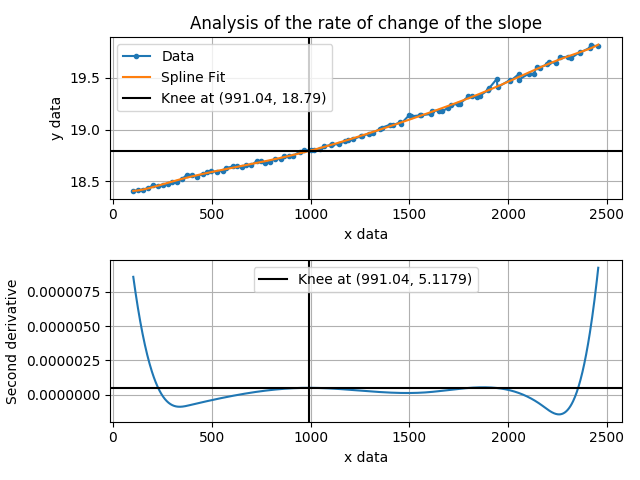 Analysis of the rate of change of the slope
Data
Spline Fit
Knee at (991.04, 18.79)
y data
19.5
19.0
18.5
0 500 1000 1500 2000 2500
x data
Knee at (991.04, 5.1179)
Second derivative
0.0000075
0.0000050
0.0000025
0.0000000
0 500 1000 1500 2000 2500
x data